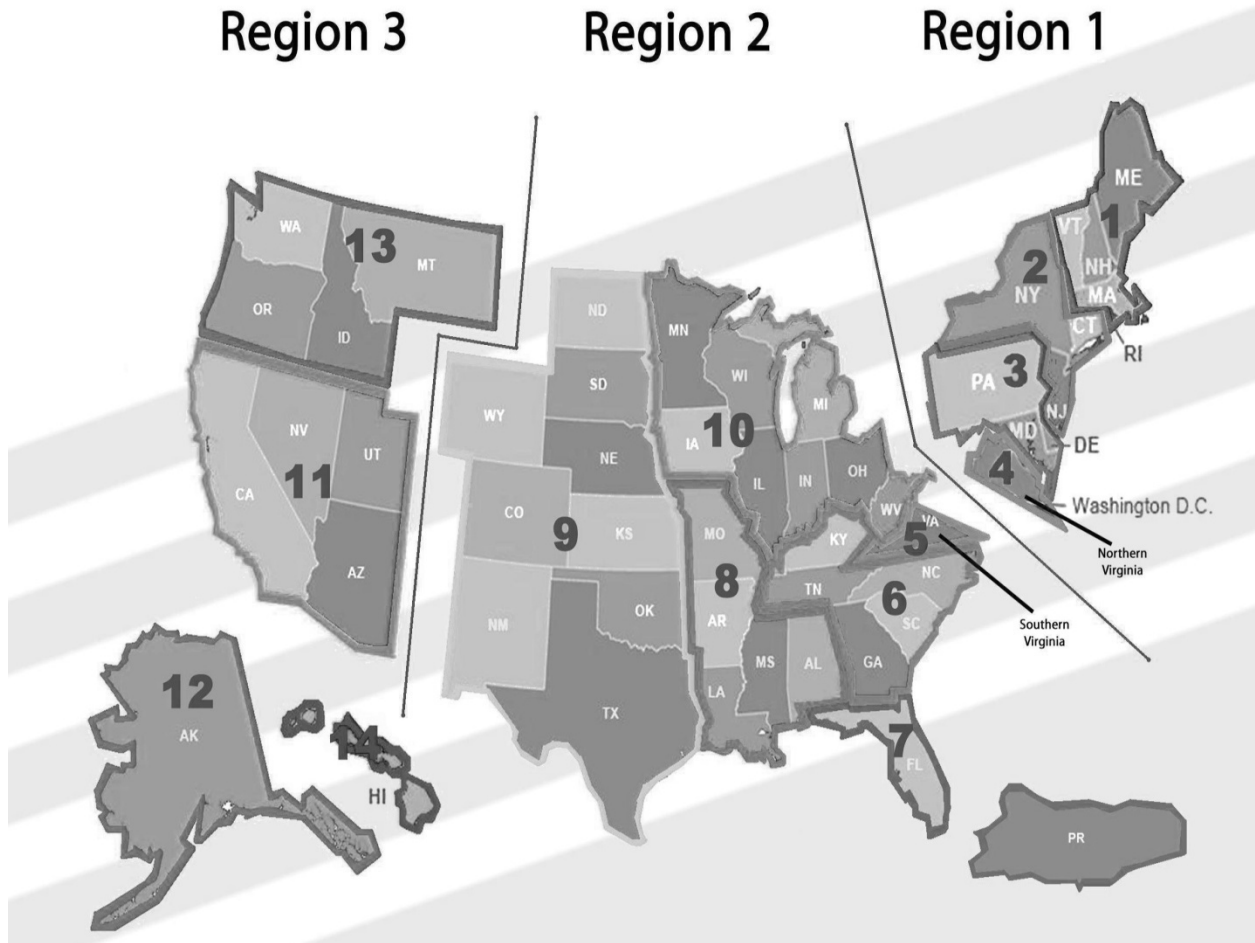 Region 3
Region 2
Region 1
WA
13
MT
OR
ID
CA
NV
UT
11
AZ
12
AK
14
HI
ND
SD
WY
NE
CO
9
KS
NM
OK
TX
MN
WI
MI
IA
10
IL
IN
OH
MO
8
AR
LA
MS
AL
KY
TN
WV
VA
5
NC
6
SC
GA
7
FL
PR
ME
VT
1
NH
2
NY
MA
CT
RI
PA
3
NJ
MD
DE
4
Washington D.C.
Northern
Virginia
Southern
Virginia